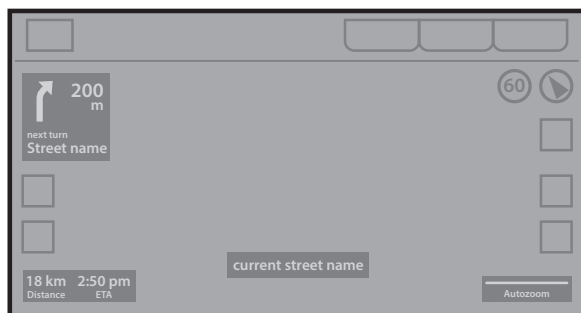 200
m
next turn
Street name
60
current street name
18 km 2:50 pm
Distance ETA
Autozoom